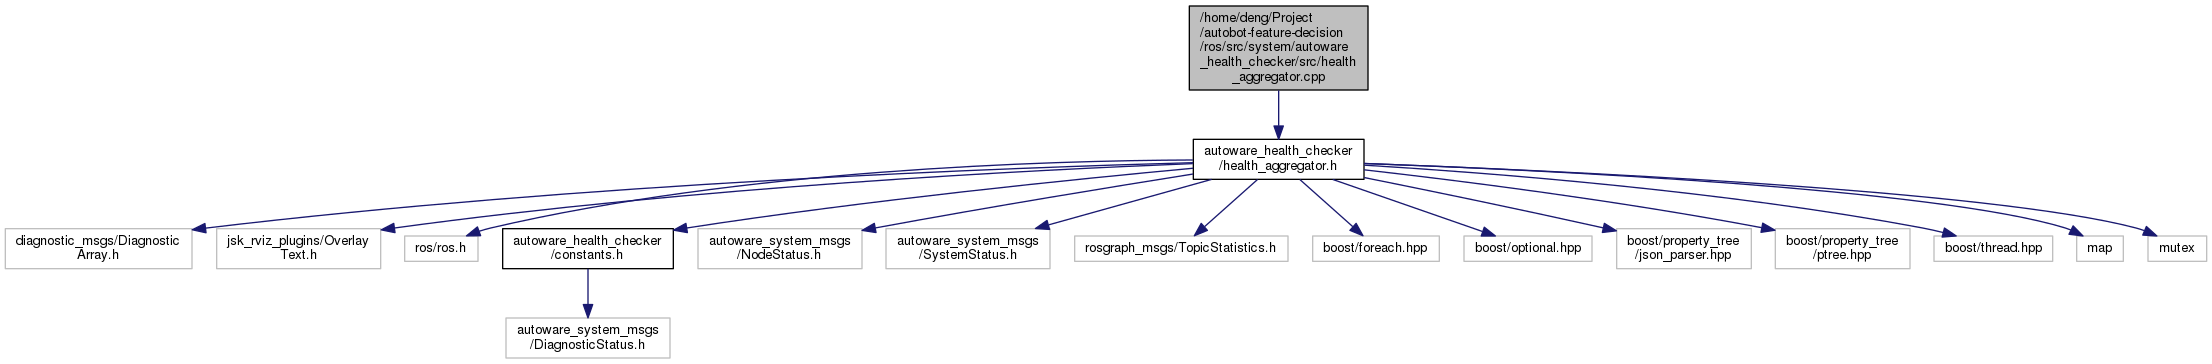 /home/deng/Project
/autobot-feature-decision
/ros/src/system/autoware
_health_checker/src/health
_aggregator.cpp
autoware_health_checker
/health_aggregator.h
diagnostic_msgs/Diagnostic
Array.h
jsk_rviz_plugins/Overlay
Text.h
ros/ros.h
autoware_health_checker
/constants.h
autoware_system_msgs
/NodeStatus.h
autoware_system_msgs
/SystemStatus.h
rosgraph_msgs/TopicStatistics.h
boost/foreach.hpp
boost/optional.hpp
boost/property_tree
/json_parser.hpp
boost/property_tree
/ptree.hpp
boost/thread.hpp
map
mutex
autoware_system_msgs
/DiagnosticStatus.h